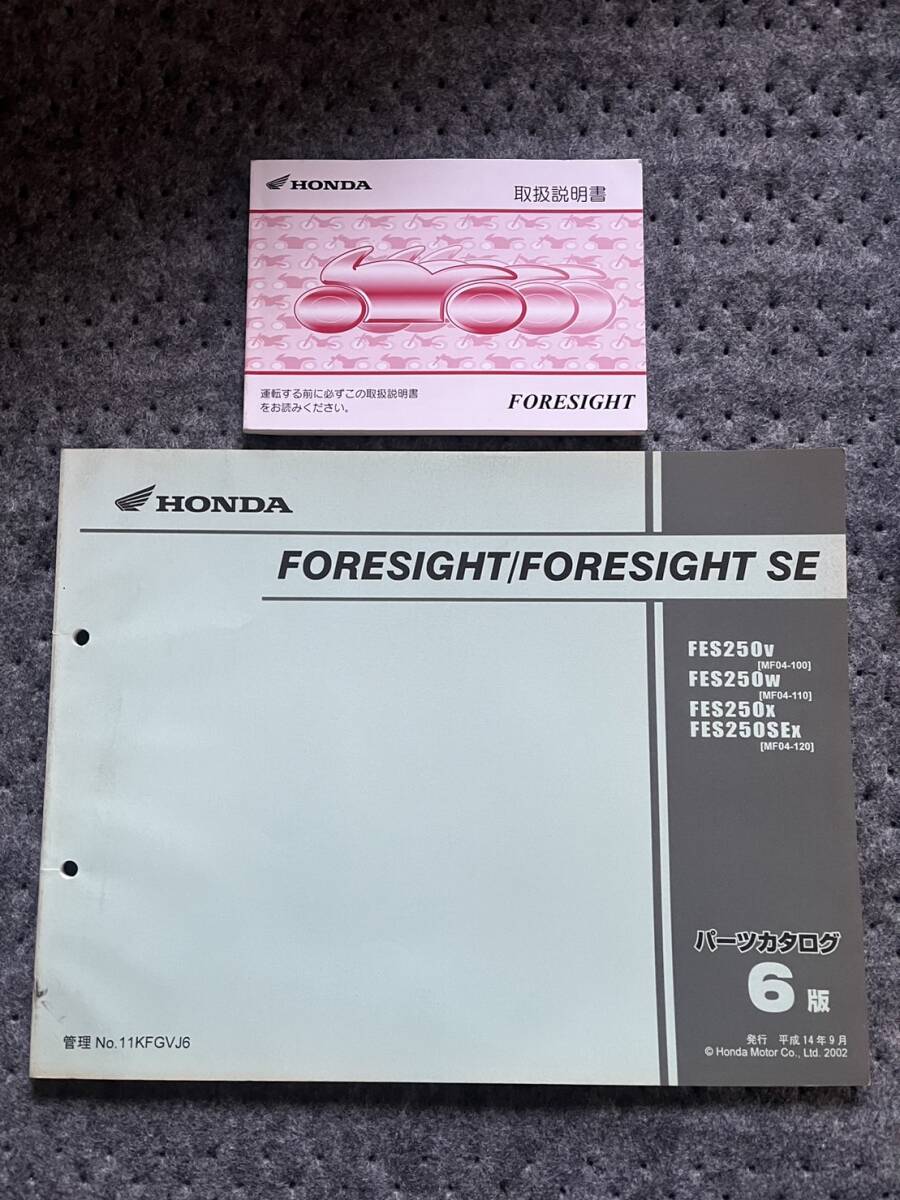 HONDA
取扱説明書
運転する前に必ずこの取扱説明書
をお読みください。
FORESIGHT
HONDA
FORESIGHT/FORESIGHT SE
FES250V
[MF04-100]
FES250W
[MF04-110]
FES250X
FES250SEX
[MF04-120]
パーツカタログ
6版
管理 No.11KFGVJ6
発行 平成14年9月
© Honda Motor Co., Ltd. 2002